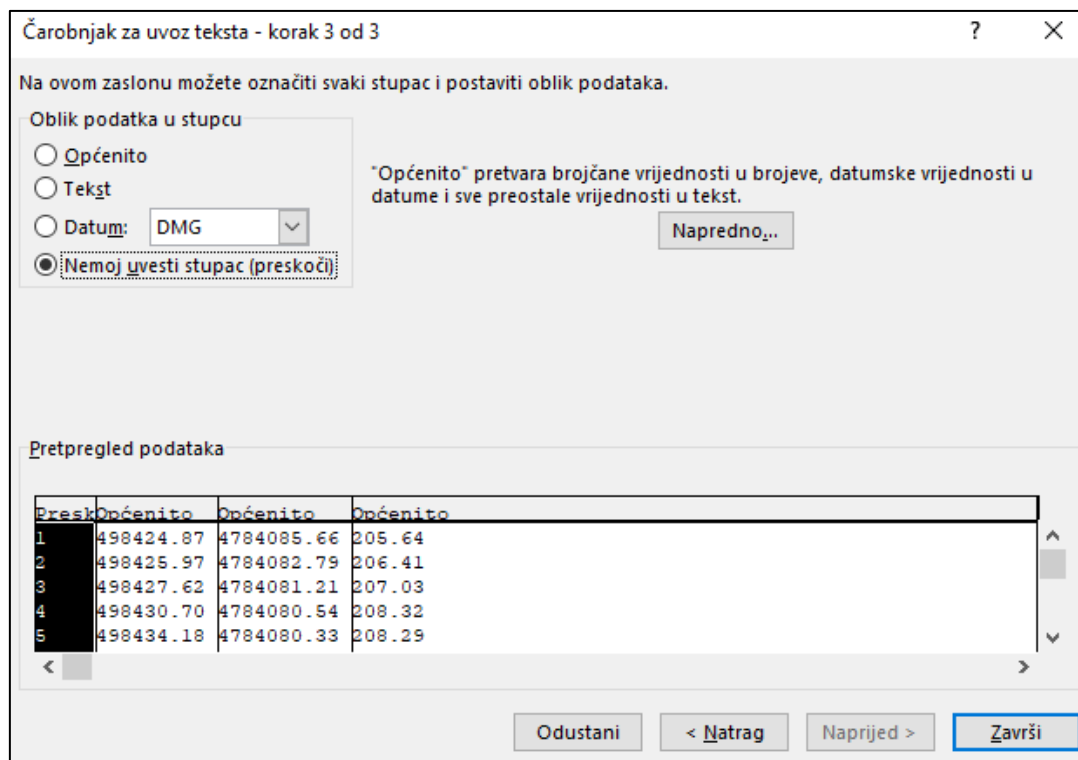 Čarobnjak za uvoz teksta - korak 3 od 3 ?
Na ovom zaslonu možete označiti svaki stupac i postaviti oblik podataka.
Oblik podatka u stupcu
Općenito
Tekst
Datum: DMG
Nemoj uvesti stupac (preskoči)
"Općenito" pretvara brojčane vrijednosti u brojeve, datumske vrijednosti u
datume i sve preostale vrijednosti u tekst.
Napredno...
Pretpregled podataka
Presk Općenito Općenito Općenito
1 498424.87 4784085.66 205.64
2 498425.97 4784082.79 206.41
3 498427.62 4784081.21 207.03
4 498430.70 4784080.54 208.32
5 498434.18 4784080.33 208.29
Odustani < Natrag Naprijed > Završi